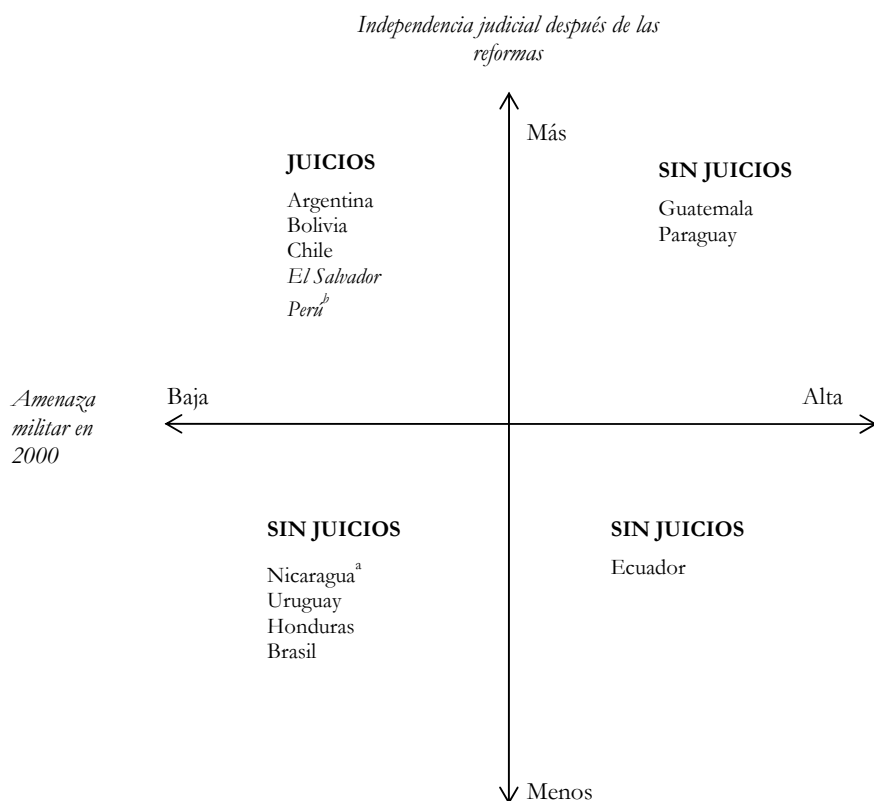 Independencia judicial después de las
reformas
Más
JUICIOS
Argentina
Bolivia
Chile
El Salvador
Perú^b
SIN JUICIOS
Guatemala
Paraguay
Amenaza
militar en
2000
Baja
Alta
SIN JUICIOS
Nicaragua^a
Uruguay
Honduras
Brasil
SIN JUICIOS
Ecuador
Menos